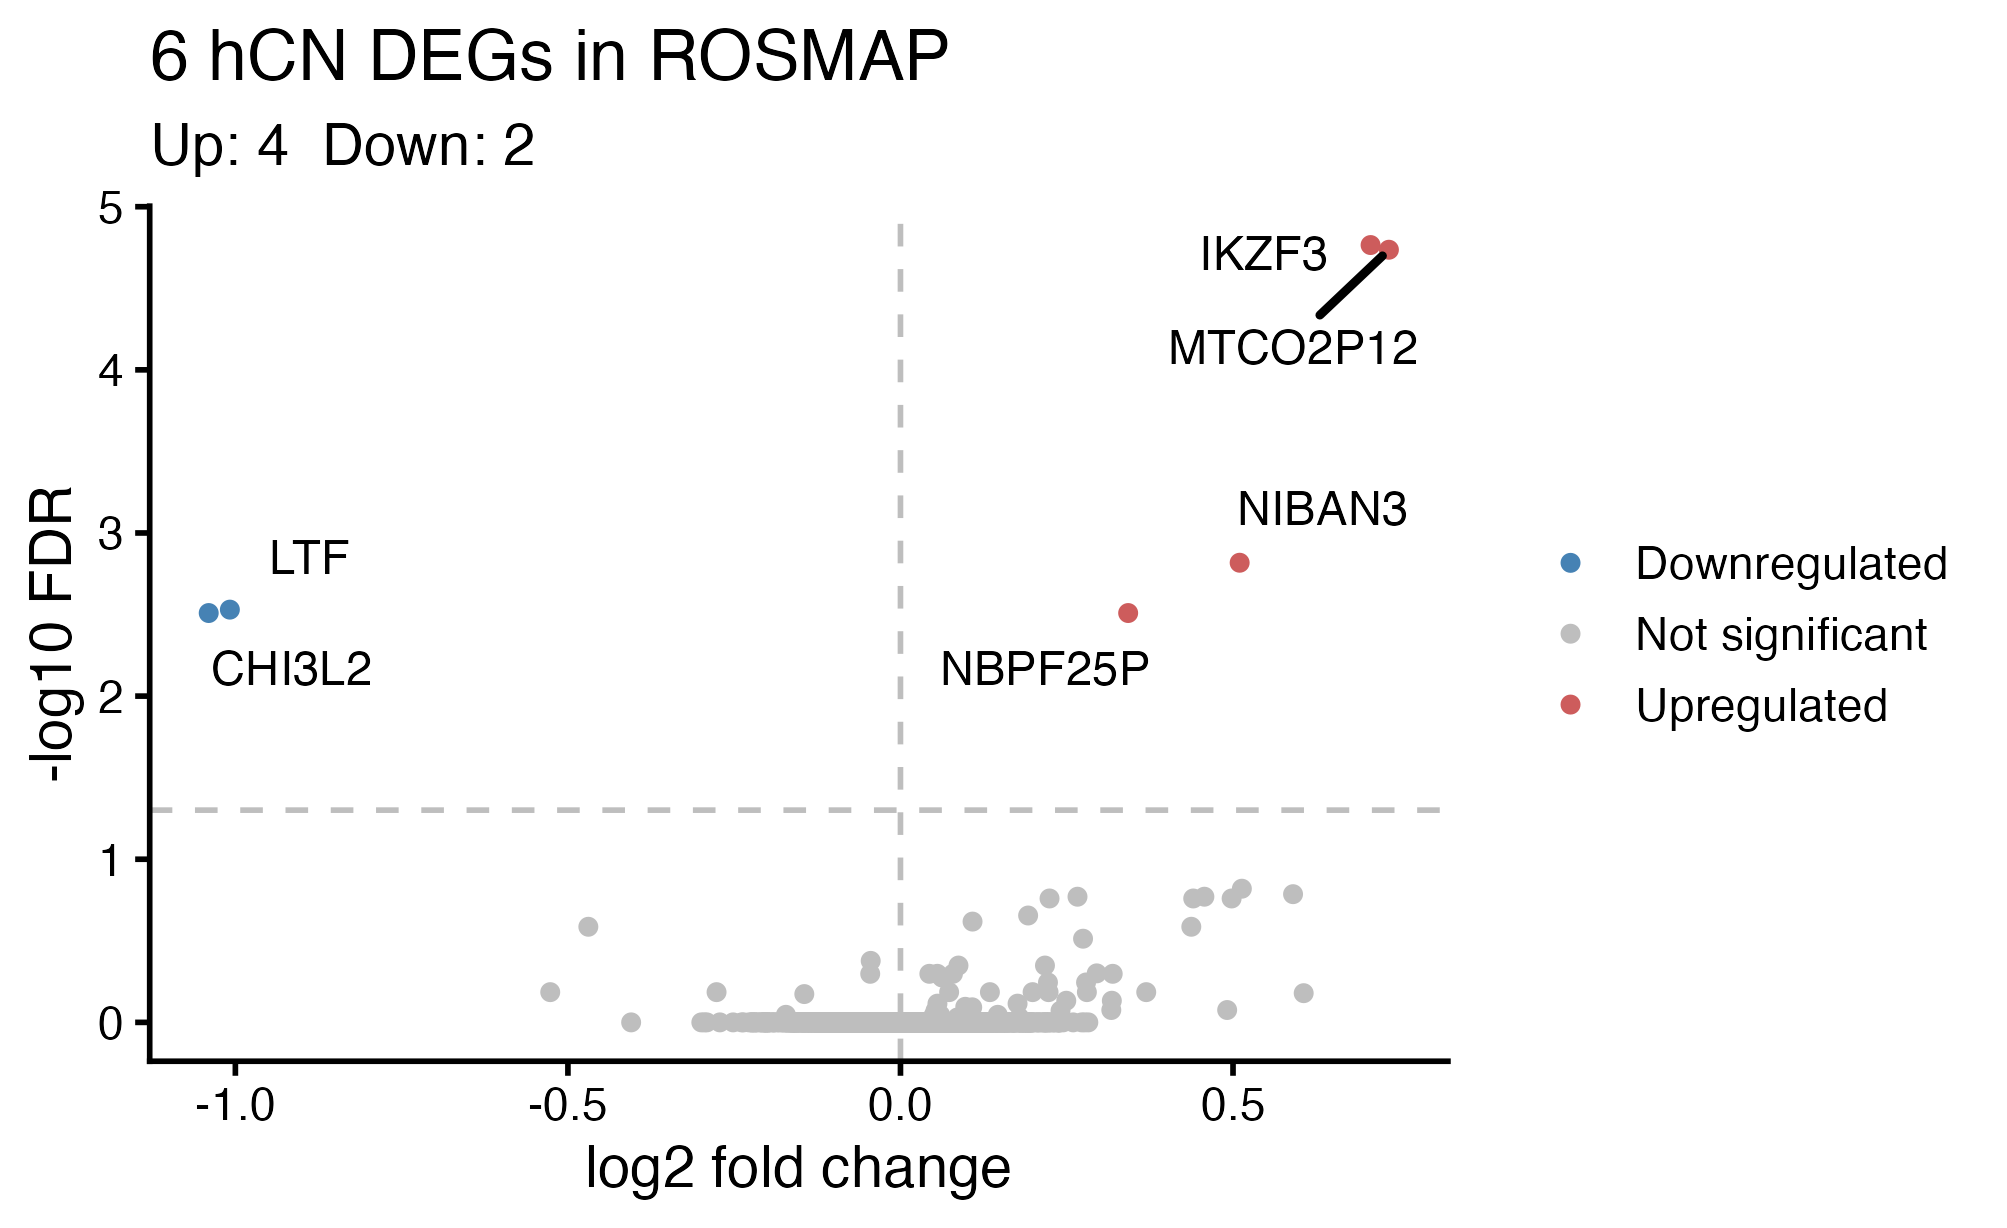 6 hCN DEGs in ROSMAP
Up: 4  Down: 2
-log10 FDR
5
4
3
2
1
0
IKZF3
MTCO2P12
NIBAN3
LTF
CHI3L2
NBPF25P
Downregulated
Not significant
Upregulated
-1.0
-0.5
0.0
0.5
log2 fold change